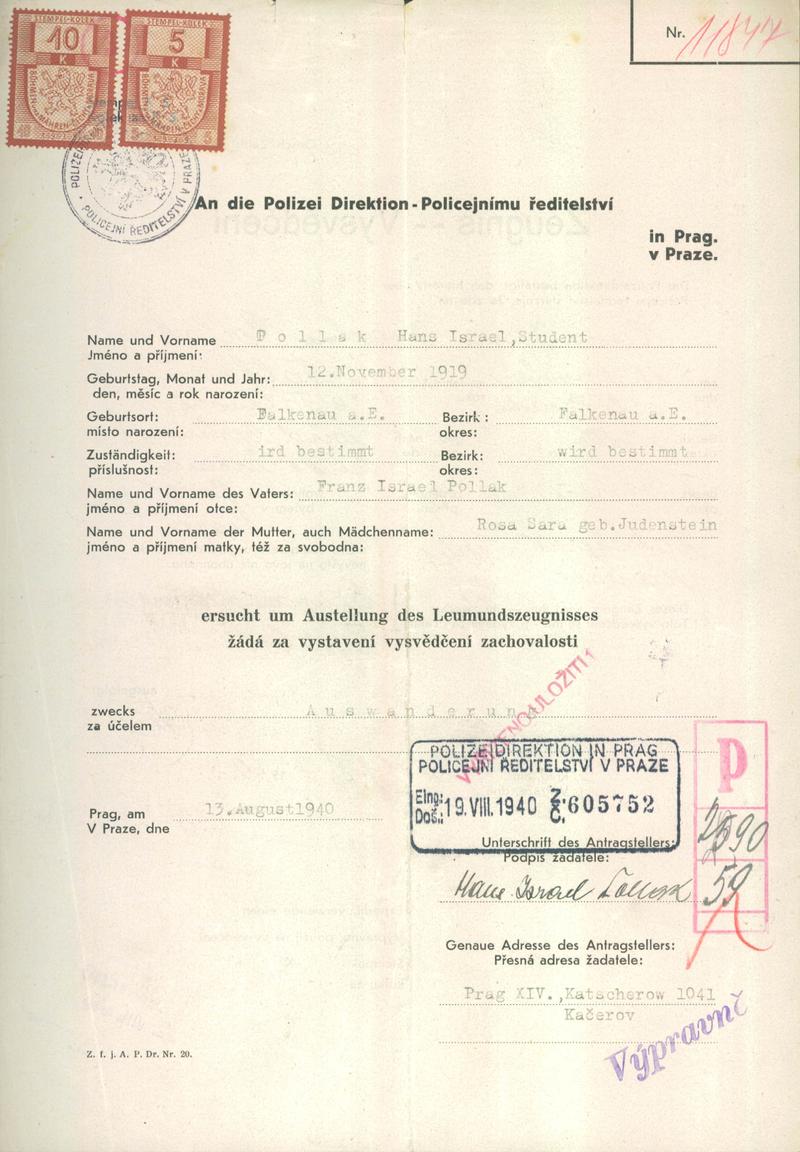 STEMPEL-KOLEK STEMPEL-KOLEK
10 5
K K
BÖHMEN UND MÄHREN ČECHY A MORAVA
POLICEJNÍ ŘEDITELSTVÍ V PRAZE
Nr. 11847
An die Polizei Direktion - Policejnímu ředitelství
in Prag.
v Praze.
Name und Vorname Pollak Hans Israel,Student
Jméno a příjmení:
Geburtstag, Monat und Jahr: 12.November 1919
den, měsíc a rok narození:
Geburtsort: Falkenau a.E. Bezirk: Falkenau a.E.
místo narození: okres:
Zuständigkeit: ird bestimmt Bezirk: wird bestimmt
příslušnost: okres:
Name und Vorname des Vaters: Franz Israel Pollak
jméno a příjmení otce:
Name und Vorname der Mutter, auch Mädchenname: Rosa Sara geb.Judenstein
jméno a příjmení matky, též za svobodna:
ersucht um Austellung des Leumundszeugnisses
žádá za vystavení vysvědčení zachovalosti
zwecks Auswanderung
za účelem
POLIZEIDIREKTION IN PRAG
POLICEJNÍ ŘEDITELSTVÍ V PRAZE
Eing: Doš.: 19.VIII.1940 Z: Č. 605752
P
Prag, am 13.August1940
V Praze, dne
Unterschrift des Antragstellers:
Podpis žadatele:
Hans Israel Pollak
59
Genaue Adresse des Antragstellers:
Přesná adresa žadatele:
Prag XIV.,Katscherow 1041
Kačerov
Výpravně
Z. f. j. A. P. Dr. Nr. 20.